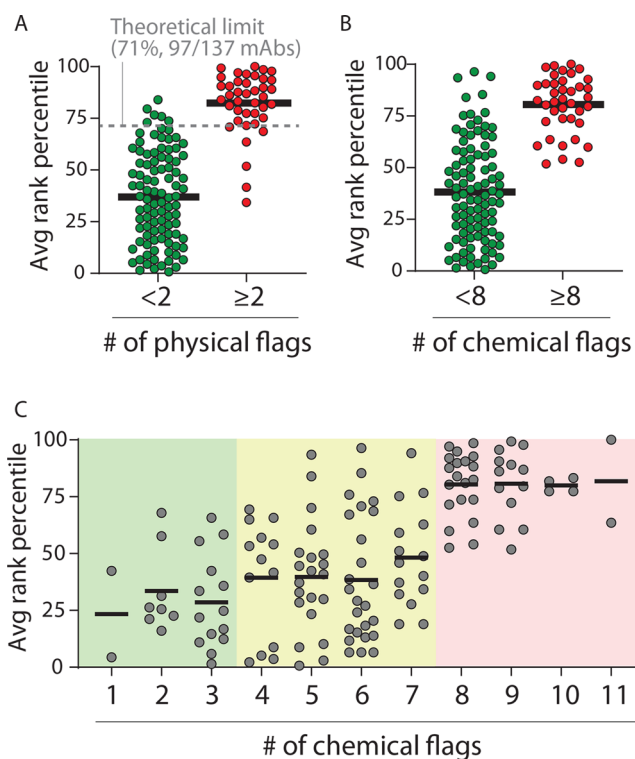 A
Theoretical limit
(71%, 97/137 mAbs)
Avg rank percentile
100
75
50
25
0
<2
≥2
# of physical flags
B
Avg rank percentile
100
75
50
25
0
<8
≥8
# of chemical flags
C
Avg rank percentile
100
75
50
25
0
1 2 3 4 5 6 7 8 9 10 11
# of chemical flags